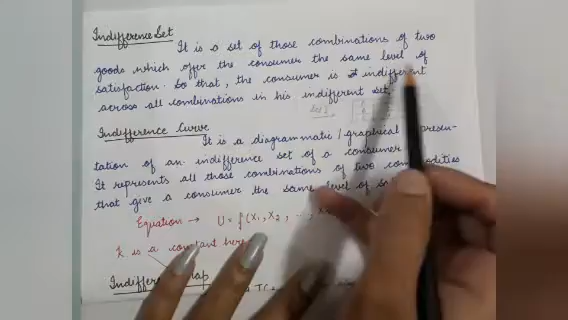 Indifference Set
It is a set of those combinations of two
goods which offer the consumer the same level of
satisfaction. So that, the consumer is indifferent
across all combinations in his indifferent set.
Indifference Curve
It is a diagrammatic / graphical
tation of an indifference set of a consumer
It represents all those combinations of two
that give a consumer the same level of
Equation → U = f(X1, X2, ...,
k is a constant here